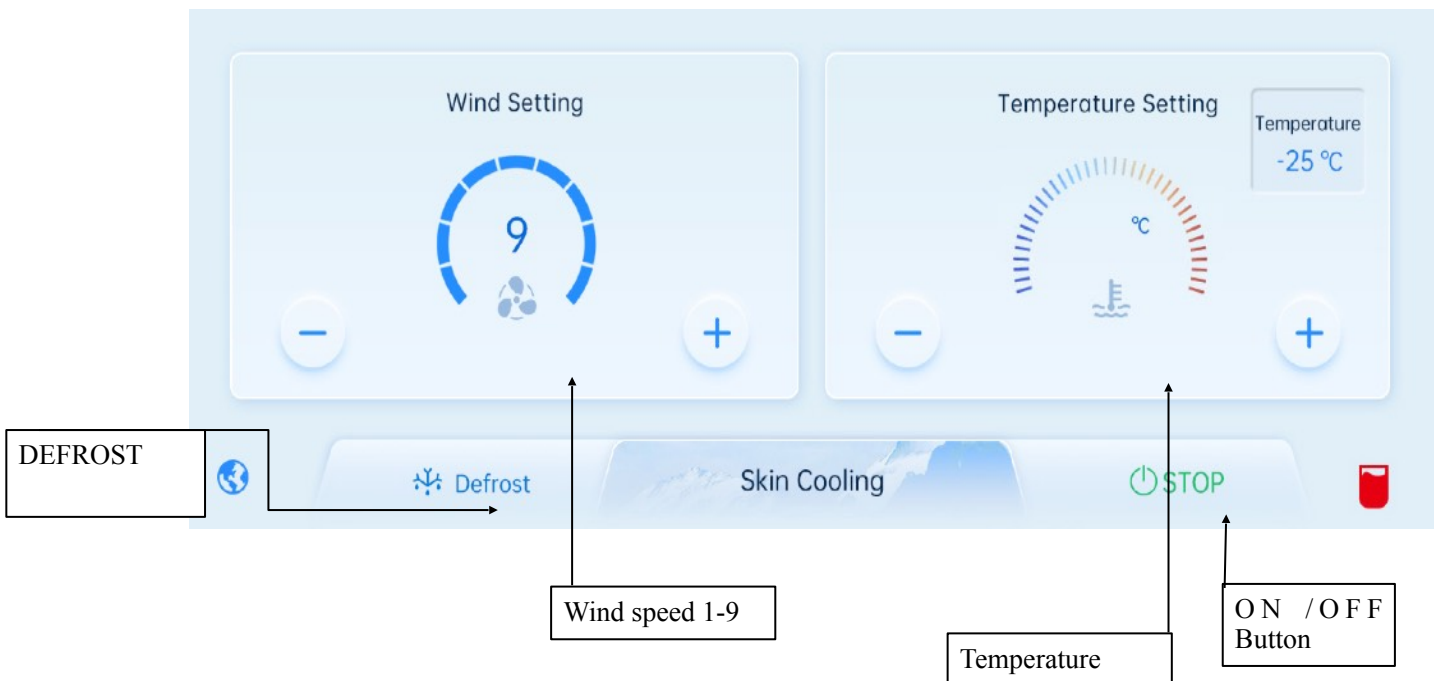 Wind Setting
9
−
+
Temperature Setting
Temperature
-25 ℃
℃
−
+
DEFROST
Defrost
Skin Cooling
STOP
Wind speed 1-9
Temperature
ON /OFF
Button